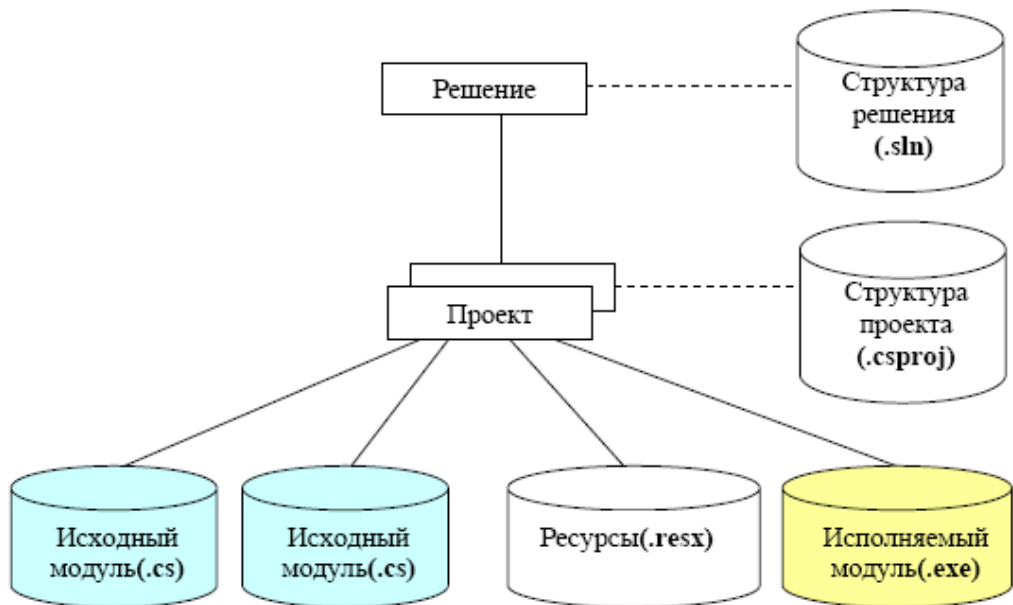 Решение
Структура
решения
(.sln)
Проект
Структура
проекта
(.csproj)
Исходный
модуль(.cs)
Исходный
модуль(.cs)
Ресурсы(.resx)
Исполняемый
модуль(.exe)